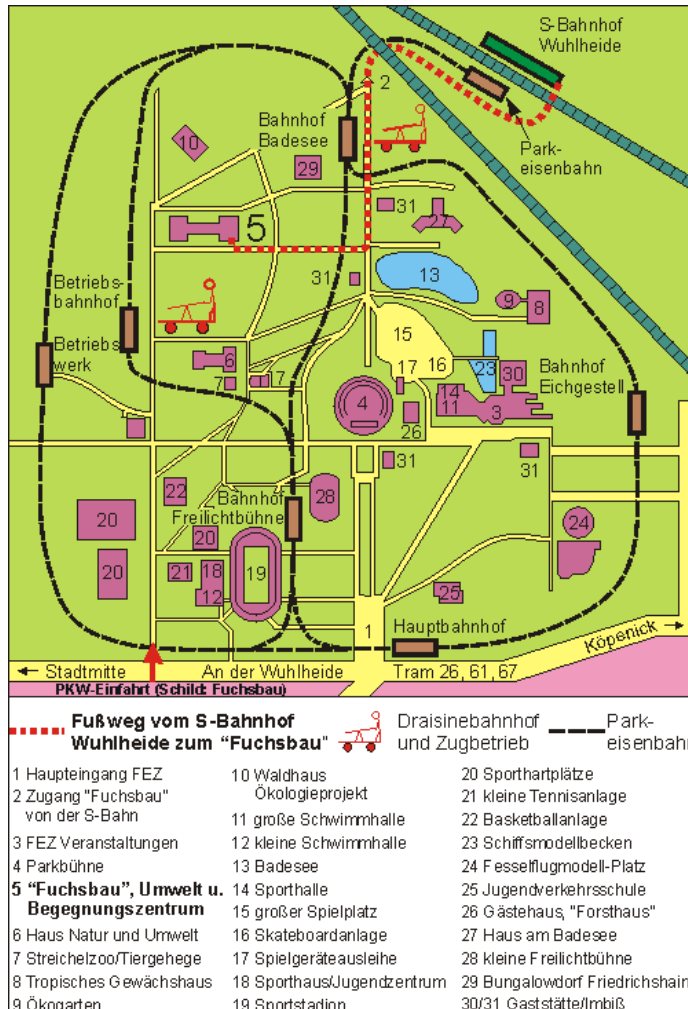 S-Bahnhof
Wuhlheide
2
Bahnhof
Badesee
10
29
Park-
eisenbahn
31
27
5
13
31
Betriebs-
bahnhof
9
8
15
Betriebs
werk
6
7
17
17
16
23
30
Bahnhof
Eichgestell
14
11
3
4
26
31
31
22
Bahnhof
Freilichtbühne
28
20
20
24
20
21
18
19
12
25
1
Hauptbahnhof
Köpenick →
← Stadtmitte An der Wuhlheide Tram 26, 61, 67
PKW-Einfahrt (Schild: Fuchsbau)
Fußweg vom S-Bahnhof
Wuhlheide zum "Fuchsbau"
Draisinebahnhof
und Zugbetrieb
Park-
eisenbahn
1 Haupteingang FEZ
2 Zugang "Fuchsbau"
von der S-Bahn
3 FEZ Veranstaltungen
4 Parkbühne
5 "Fuchsbau", Umwelt u.
Begegnungszentrum
6 Haus Natur und Umwelt
7 Streichelzoo/Tiergehege
8 Tropisches Gewächshaus
9 Ökogarten
10 Waldhaus
Ökologieprojekt
11 große Schwimmhalle
12 kleine Schwimmhalle
13 Badesee
14 Sporthalle
15 großer Spielplatz
16 Skateboardanlage
17 Spielgeräteausleihe
18 Sporthaus/Jugendzentrum
19 Sportstadion
20 Sporthartplätze
21 kleine Tennisanlage
22 Basketballanlage
23 Schiffsmodellbecken
24 Fesselflugmodell-Platz
25 Jugendverkehrsschule
26 Gästehaus, "Forsthaus"
27 Haus am Badesee
28 kleine Freilichtbühne
29 Bungalowdorf Friedrichshain
30/31 Gaststätte/Imbiß